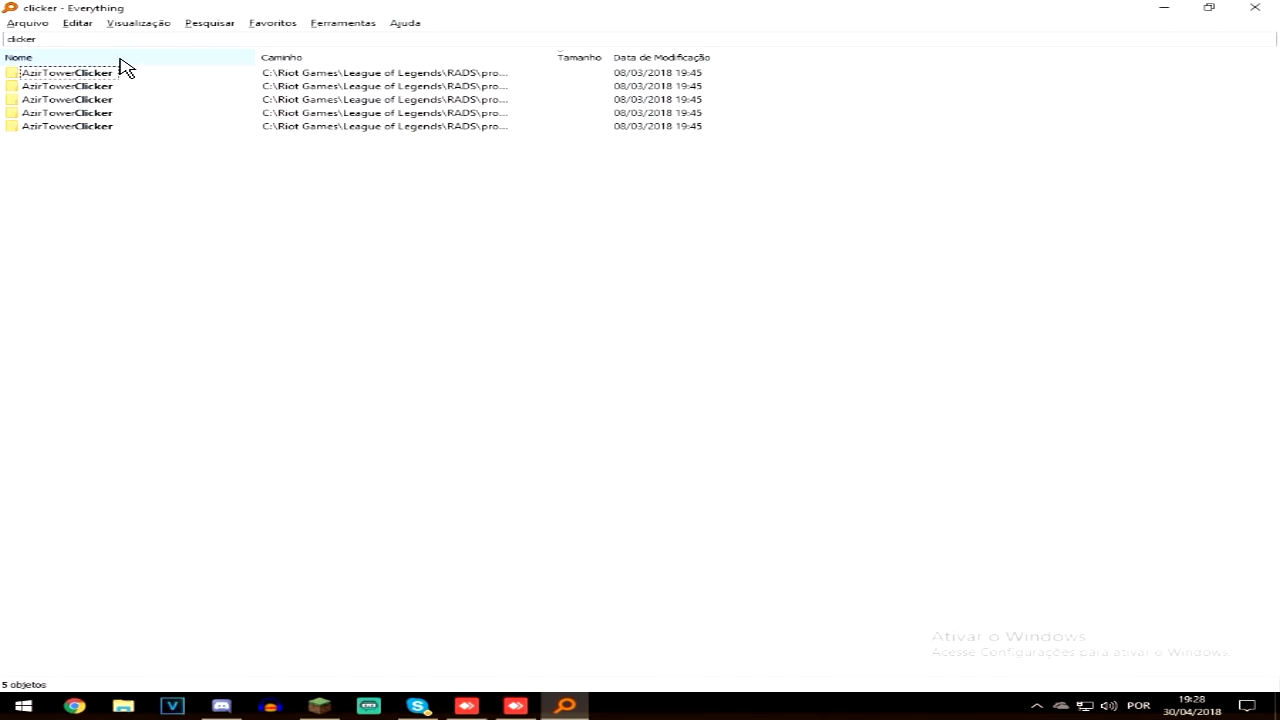 clicker - Everything
Arquivo Editar Visualização Pesquisar Favoritos Ferramentas Ajuda
clicker
Nome Caminho Tamanho Data de Modificação
AzirTowerClicker C:\Riot Games\League of Legends\RADS\pro... 08/03/2018 19:45
AzirTowerClicker C:\Riot Games\League of Legends\RADS\pro... 08/03/2018 19:45
AzirTowerClicker C:\Riot Games\League of Legends\RADS\pro... 08/03/2018 19:45
AzirTowerClicker C:\Riot Games\League of Legends\RADS\pro... 08/03/2018 19:45
AzirTowerClicker C:\Riot Games\League of Legends\RADS\pro... 08/03/2018 19:45
Ativar o Windows
Acesse Configurações para ativar o Windows.
5 objetos
V POR 19:28
30/04/2018